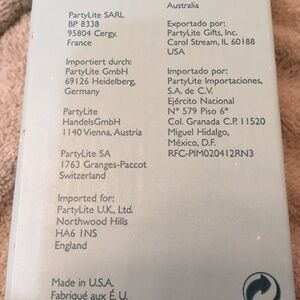 PartyLite SARL
BP 8338
95804 Cergy,
France
Importiert durch:
PartyLite GmbH
69126 Heidelberg,
Germany
PartyLite
HandelsGmbH
1140 Vienna, Austria
PartyLite SA
1763 Granges-Paccot
Switzerland
Imported for:
PartyLite U.K., Ltd.
Northwood Hills
HA6 1NS
England
Made in U.S.A.
Fabriqué aux É. U.
Australia
Exportado por:
PartyLite Gifts, Inc.
Carol Stream, IL 60188
USA
Importado por:
PartyLite Importaciones,
S.A. de C.V.
Ejército Nacional
Nº 579 Piso 6º
Col. Granada C.P. 11520
Miguel Hidalgo,
México, D.F.
RFC-PIM020412RN3